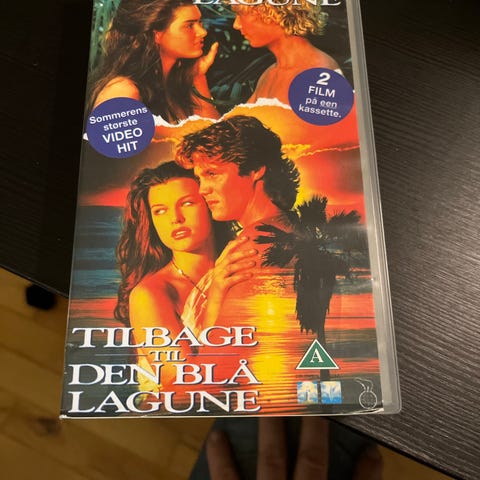 LAGUNE
2
FILM
på een
kassette.
Sommerens
største
VIDEO
HIT
TILBAGE
TIL
DEN BLÅ
LAGUNE
A